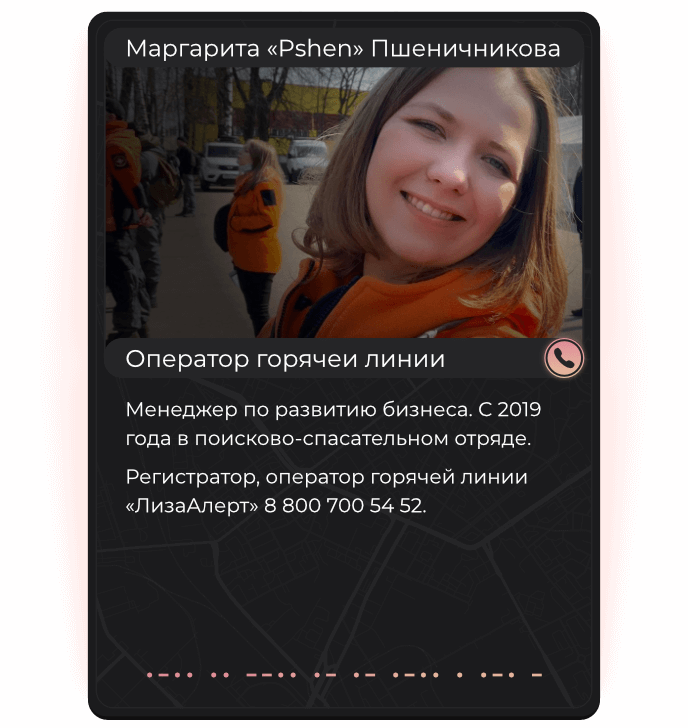 Маргарита «Pshen» Пшеничникова
Оператор горячеи линии
Менеджер по развитию бизнеса. С 2019
года в поисково-спасательном отряде.
Регистратор, оператор горячей линии
«ЛизаАлерт» 8 800 700 54 52.